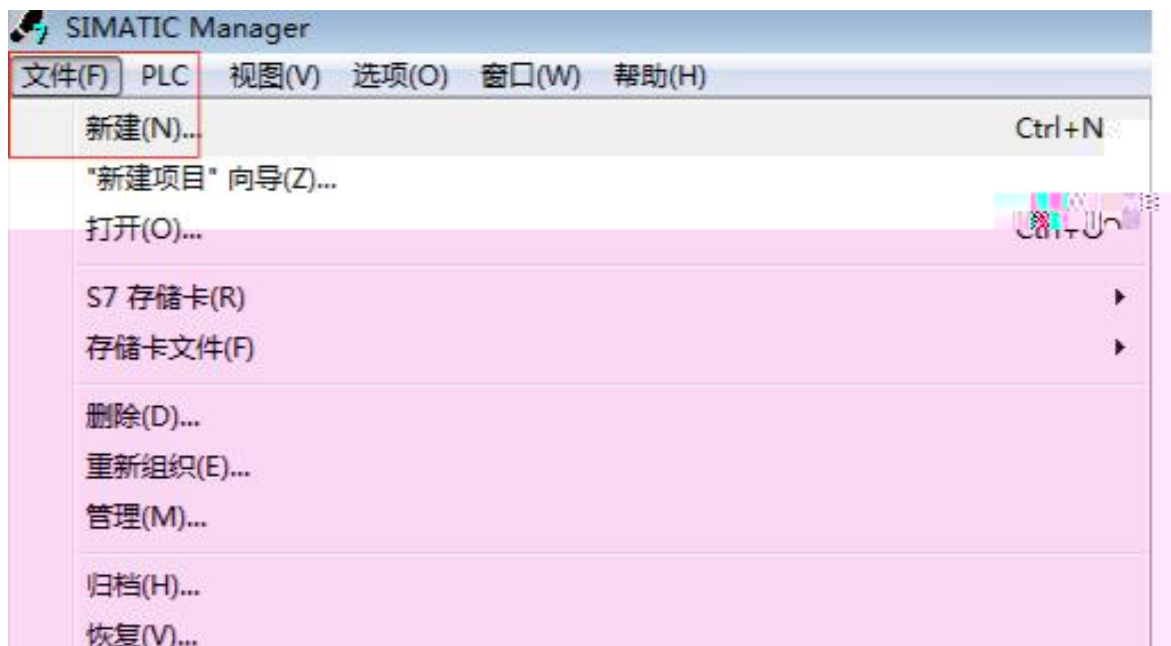 SIMATIC Manager
文件(F) PLC 视图(V) 选项(O) 窗口(W) 帮助(H)
新建(N)... Ctrl+N
"新建项目" 向导(Z)...
打开(O)...
S7 存储卡(R)
存储卡文件(F)
删除(D)...
重新组织(E)...
管理(M)...
归档(H)...
恢复(V)...